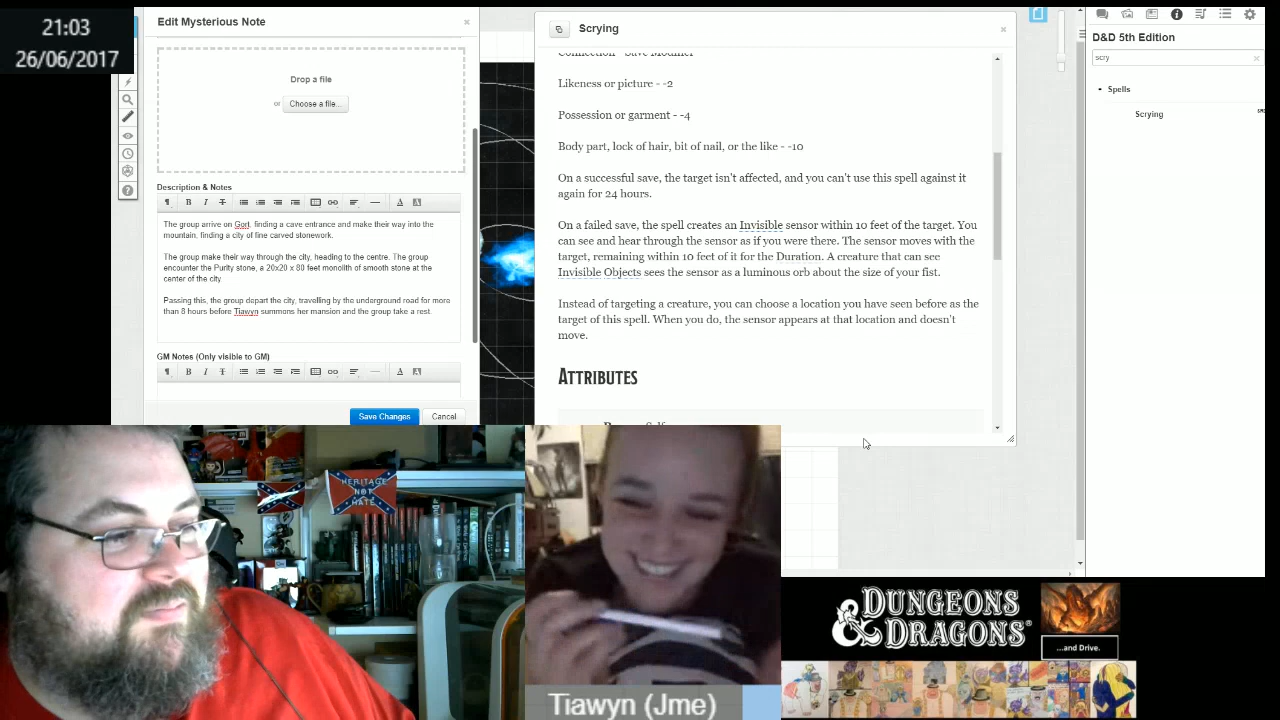 21:03
26/06/2017
Edit Mysterious Note
×
Drop a file
or Choose a file...
Description & Notes
The group arrive on Gort, finding a cave entrance and make their way into the
mountain, finding a city of fine carved stonework.
The group make their way through the city, heading to the centre. The group
encounter the Purity stone, a 20x20 x 80 feet monolith of smooth stone at the
center of the city
Passing this, the group depart the city, travelling by the underground road for more
than 8 hours before Tiawyn summons her mansion and the group take a rest.
GM Notes (Only visible to GM)
Save Changes
Cancel
Scrying
×
Connection - Save Modifier
Likeness or picture - -2
Possession or garment - -4
Body part, lock of hair, bit of nail, or the like - -10
On a successful save, the target isn't affected, and you can't use this spell against it
again for 24 hours.
On a failed save, the spell creates an Invisible sensor within 10 feet of the target. You
can see and hear through the sensor as if you were there. The sensor moves with the
target, remaining within 10 feet of it for the Duration. A creature that can see
Invisible Objects sees the sensor as a luminous orb about the size of your fist.
Instead of targeting a creature, you can choose a location you have seen before as the
target of this spell. When you do, the sensor appears at that location and doesn't
move.
ATTRIBUTES
D&D 5th Edition
scry
Spells
Scrying
HERITAGE
NOT
HATE
Tiawyn (Jme)
DUNGEONS
& DRAGONS®
...and Drive.